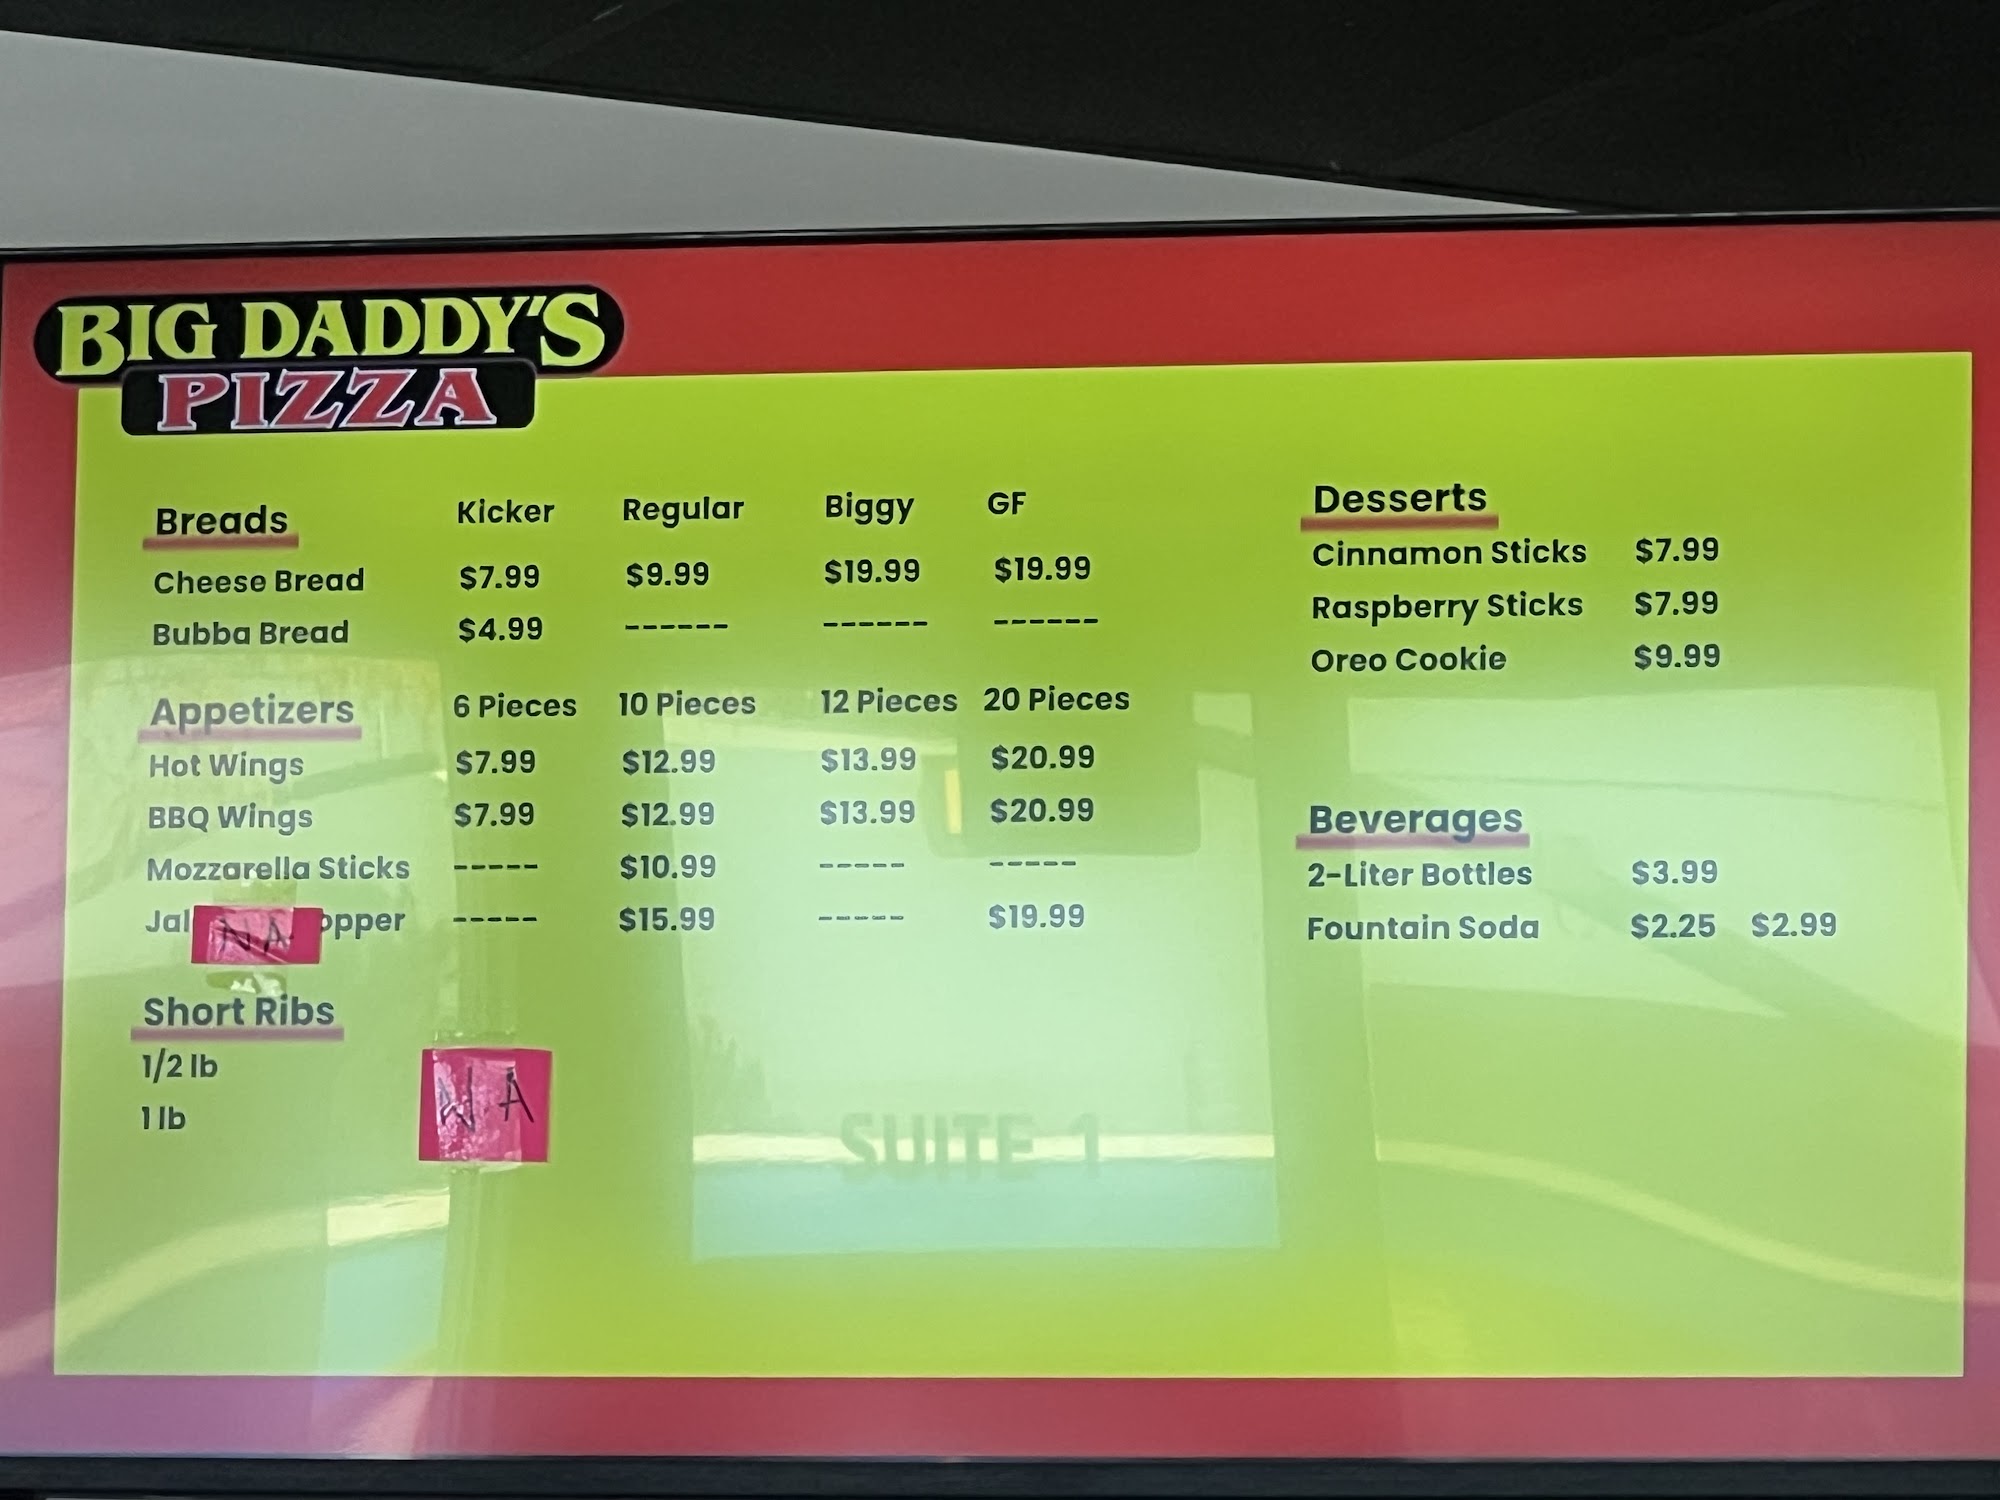 BIG DADDY'S
PIZZA
Breads Kicker Regular Biggy GF
Cheese Bread $7.99 $9.99 $19.99 $19.99
Bubba Bread $4.99 ------ ------ ------
Appetizers 6 Pieces 10 Pieces 12 Pieces 20 Pieces
Hot Wings $7.99 $12.99 $13.99 $20.99
BBQ Wings $7.99 $12.99 $13.99 $20.99
Mozzarella Sticks ----- $10.99 ----- -----
Jal NA opper ----- $15.99 ----- $19.99
Short Ribs
1/2 lb
1 lb
NA
Desserts
Cinnamon Sticks $7.99
Raspberry Sticks $7.99
Oreo Cookie $9.99
Beverages
2-Liter Bottles $3.99
Fountain Soda $2.25 $2.99
SUITE 1